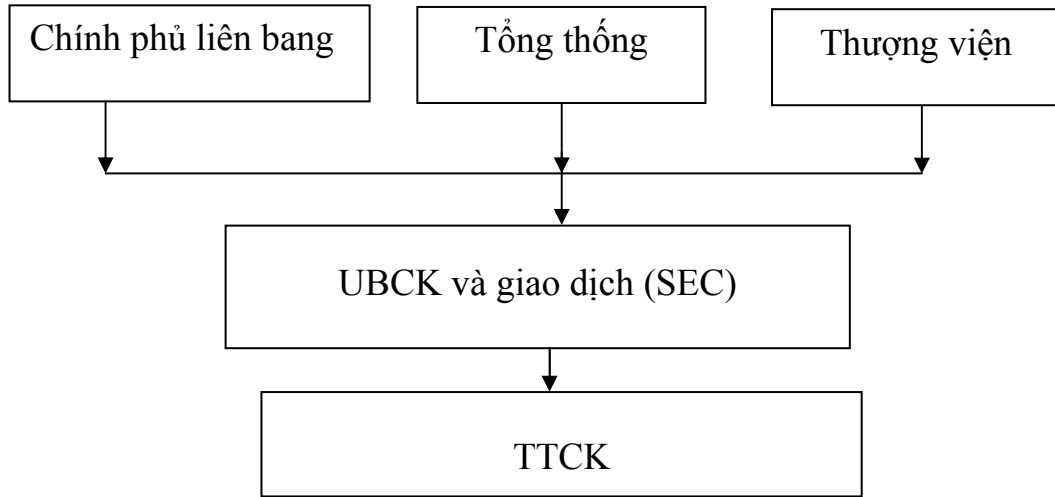 Chính phủ liên bang
Tổng thống
Thượng viện
UBCK và giao dịch (SEC)
TTCK